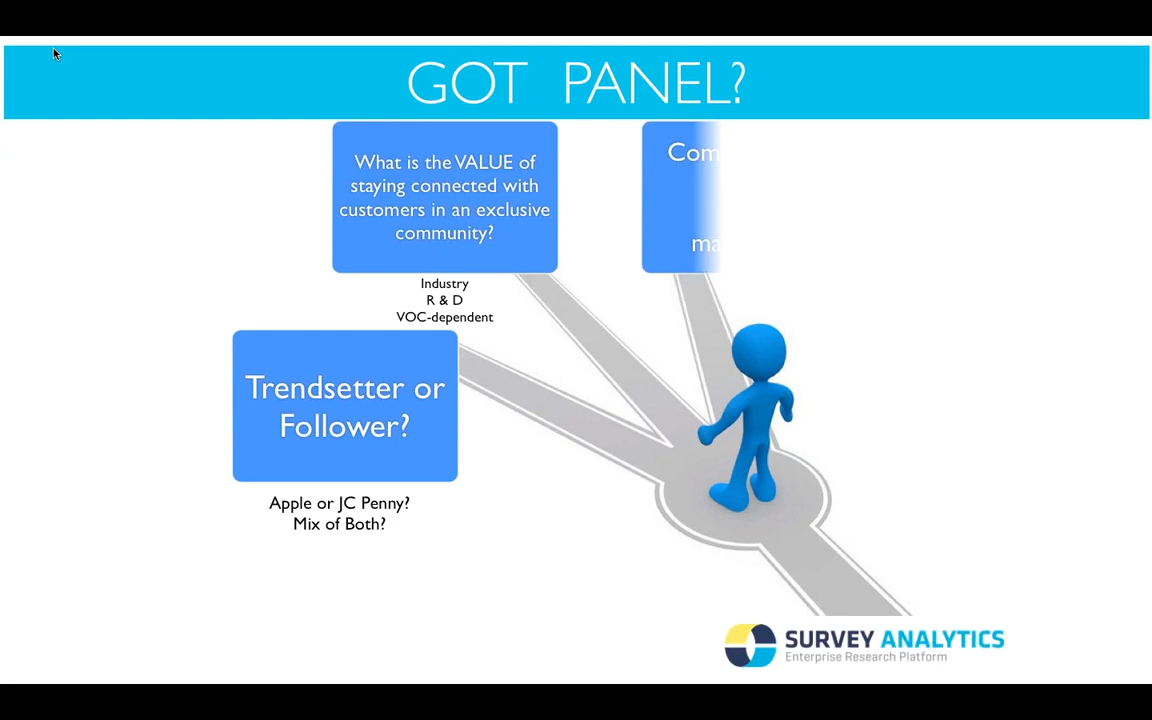 GOT PANEL?
What is the VALUE of
staying connected with
customers in an exclusive
community?
Industry
R & D
VOC-dependent
Trendsetter or
Follower?
Apple or JC Penny?
Mix of Both?
SURVEY ANALYTICS
Enterprise Research Platform